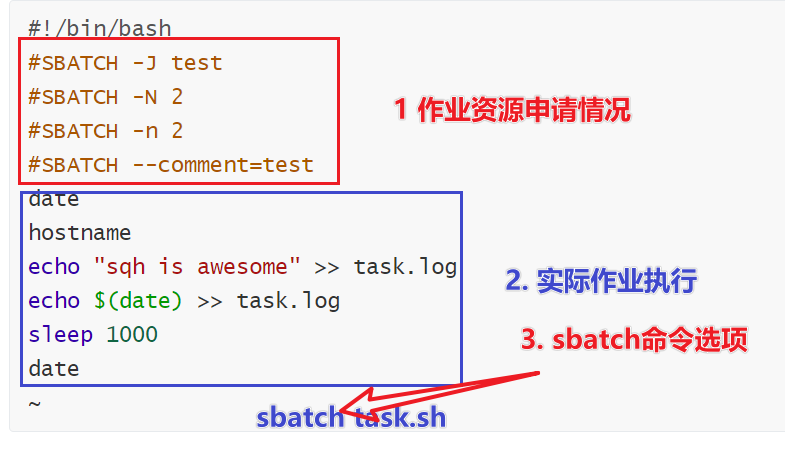 #!/bin/bash
#SBATCH -J test
#SBATCH -N 2
#SBATCH -n 2
#SBATCH --comment=test
1 作业资源申请情况
date
hostname
echo "sqh is awesome" >> task.log
echo $(date) >> task.log
sleep 1000
date
~
2. 实际作业执行
3. sbatch命令选项
sbatch task.sh